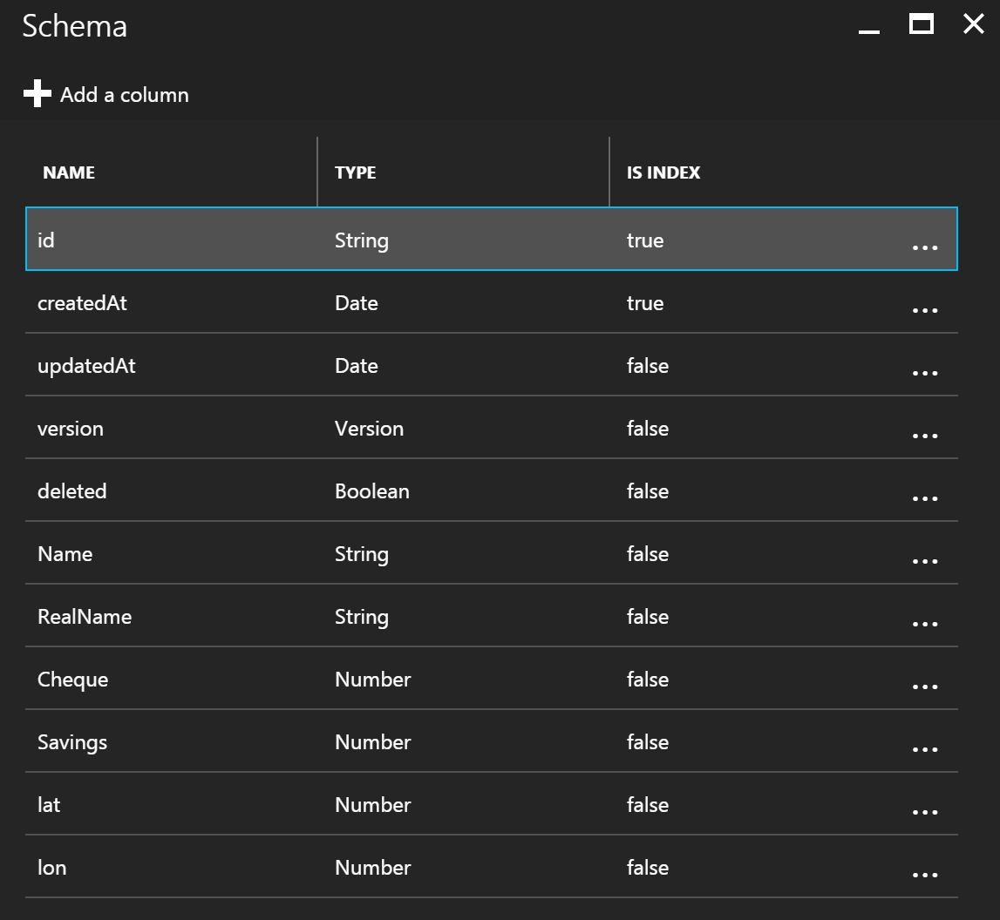 Schema
Add a column
NAME TYPE IS INDEX
id String true ...
createdAt Date true ...
updatedAt Date false ...
version Version false ...
deleted Boolean false ...
Name String false ...
RealName String false ...
Cheque Number false ...
Savings Number false ...
lat Number false ...
lon Number false ...